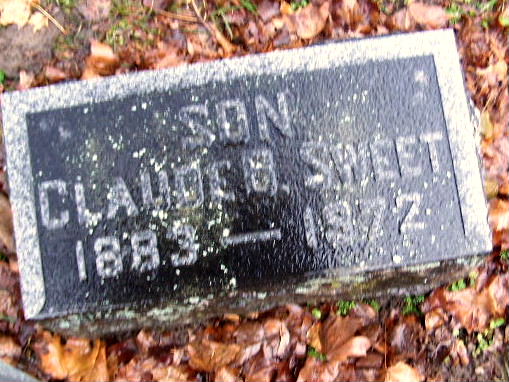 SON
CLAUDE B. SWEET
1883 — 1972